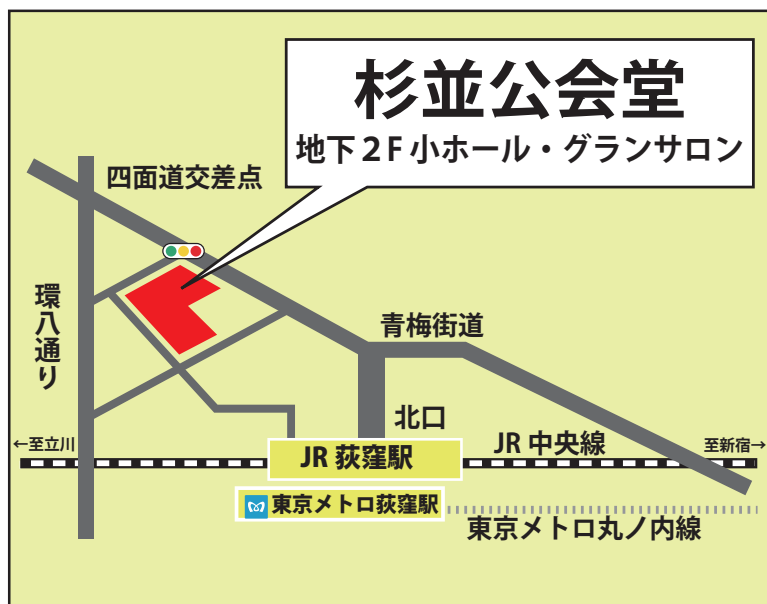 杉並公会堂
地下2F 小ホール・グランサロン
四面道交差点
環八通り
青梅街道
北口
←至立川
JR 中央線
至新宿→
JR 荻窪駅
東京メトロ荻窪駅
東京メトロ丸ノ内線